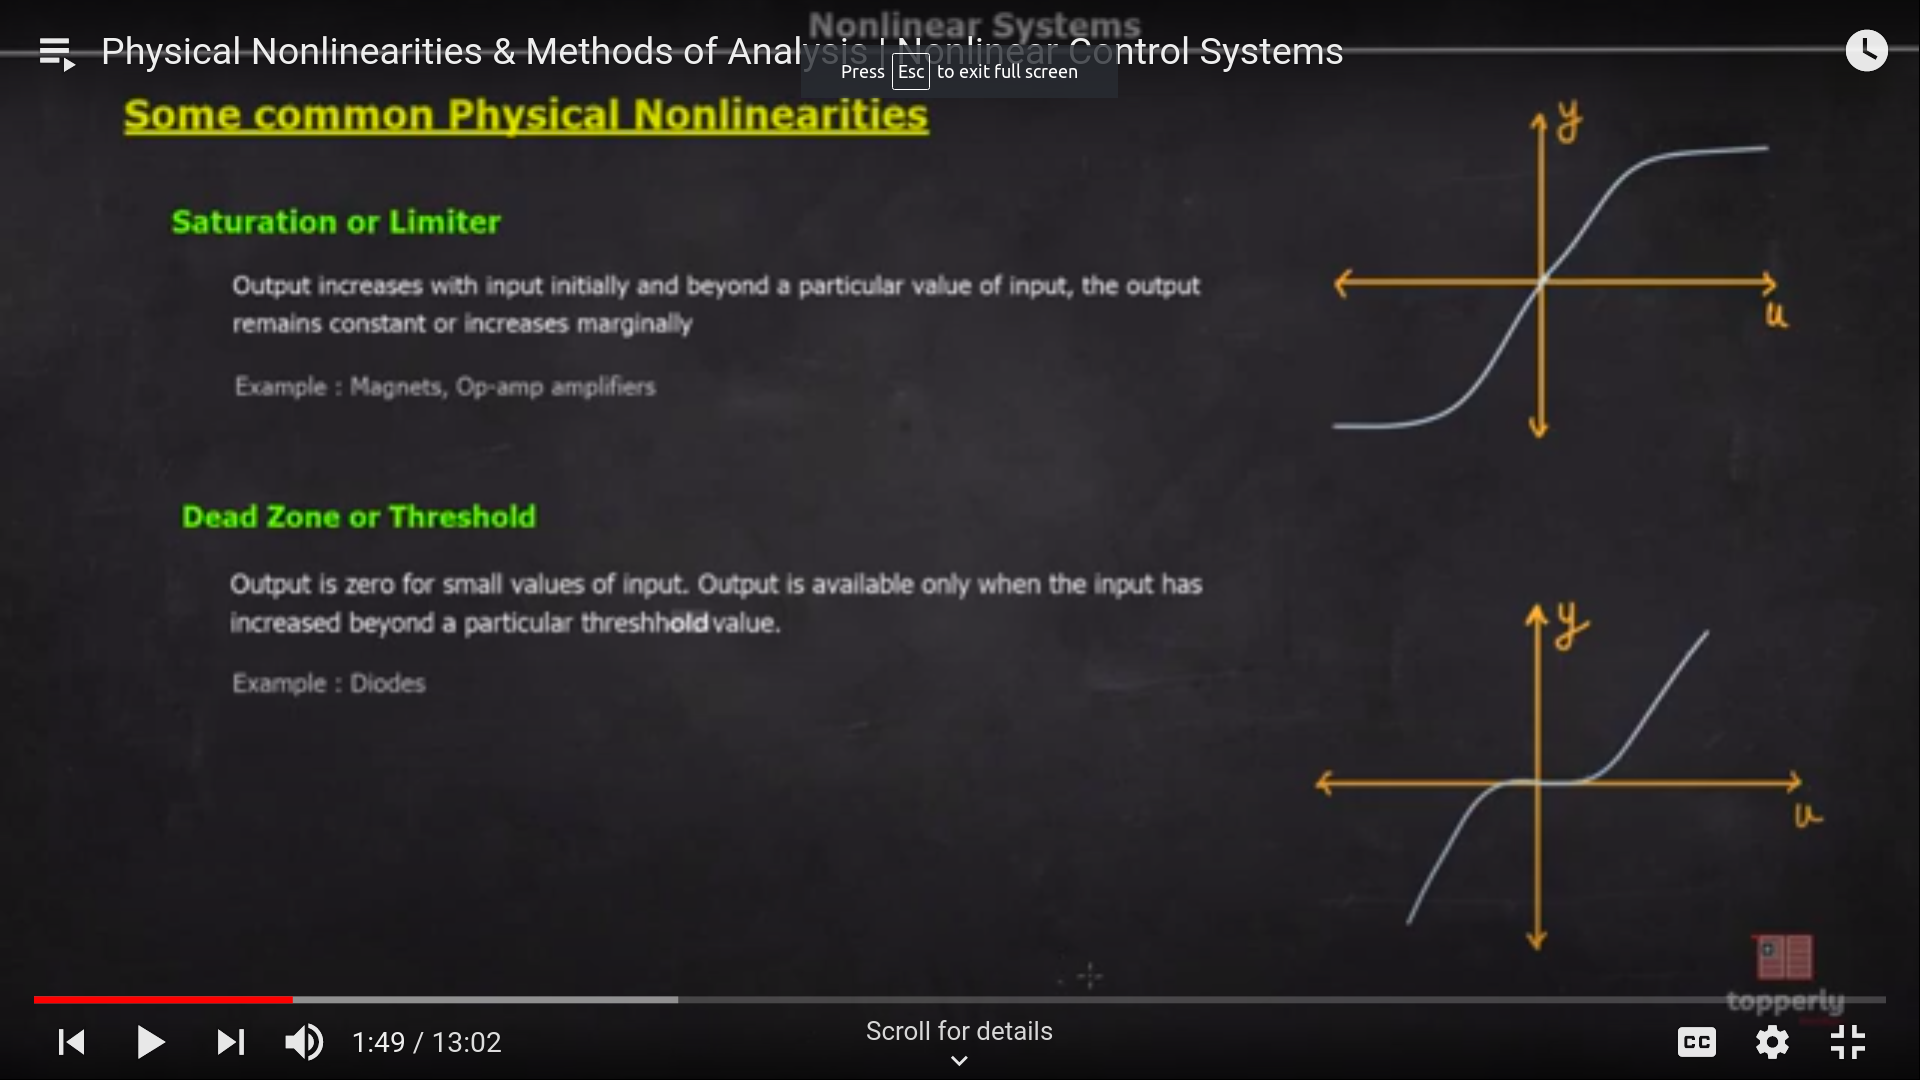 Nonlinear Systems
Physical Nonlinearities & Methods of Analysis | Nonlinear Control Systems
Press Esc to exit full screen
Some common Physical Nonlinearities
y
Saturation or Limiter
Output increases with input initially and beyond a particular value of input, the output
remains constant or increases marginally
u
Example : Magnets, Op-amp amplifiers
Dead Zone or Threshold
Output is zero for small values of input. Output is available only when the input has
increased beyond a particular threshhold value.
y
Example : Diodes
u
topperly
1:49 / 13:02
Scroll for details
CC